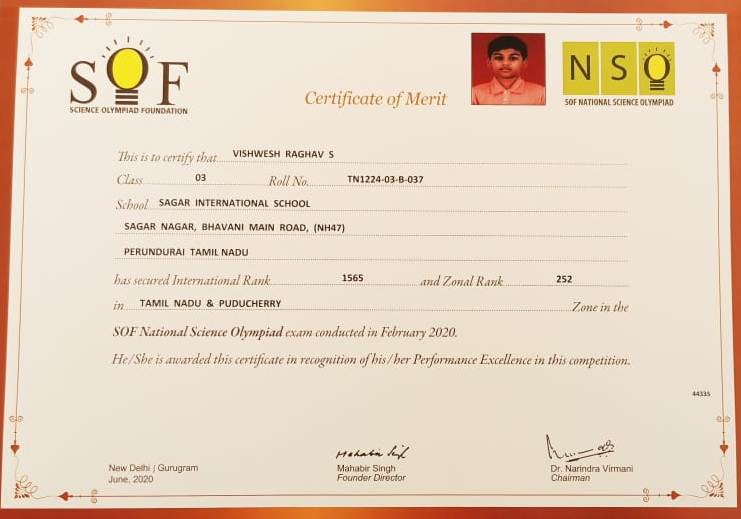 SOF
SCIENCE OLYMPIAD FOUNDATION
Certificate of Merit
NSO
SOF NATIONAL SCIENCE OLYMPIAD
This is to certify that VISHWESH RAGHAV S
Class 03 Roll No. TN1224-03-B-037
School SAGAR INTERNATIONAL SCHOOL
SAGAR NAGAR, BHAVANI MAIN ROAD, (NH47)
PERUNDURAI TAMIL NADU
has secured International Rank 1565 and Zonal Rank 252
in TAMIL NADU & PUDUCHERRY Zone in the
SOF National Science Olympiad exam conducted in February 2020.
He/She is awarded this certificate in recognition of his/her Performance Excellence in this competition.
44335
New Delhi / Gurugram
June, 2020
Mahabir Singh
Mahabir Singh
Founder Director
Dr. Narindra Virmani
Chairman